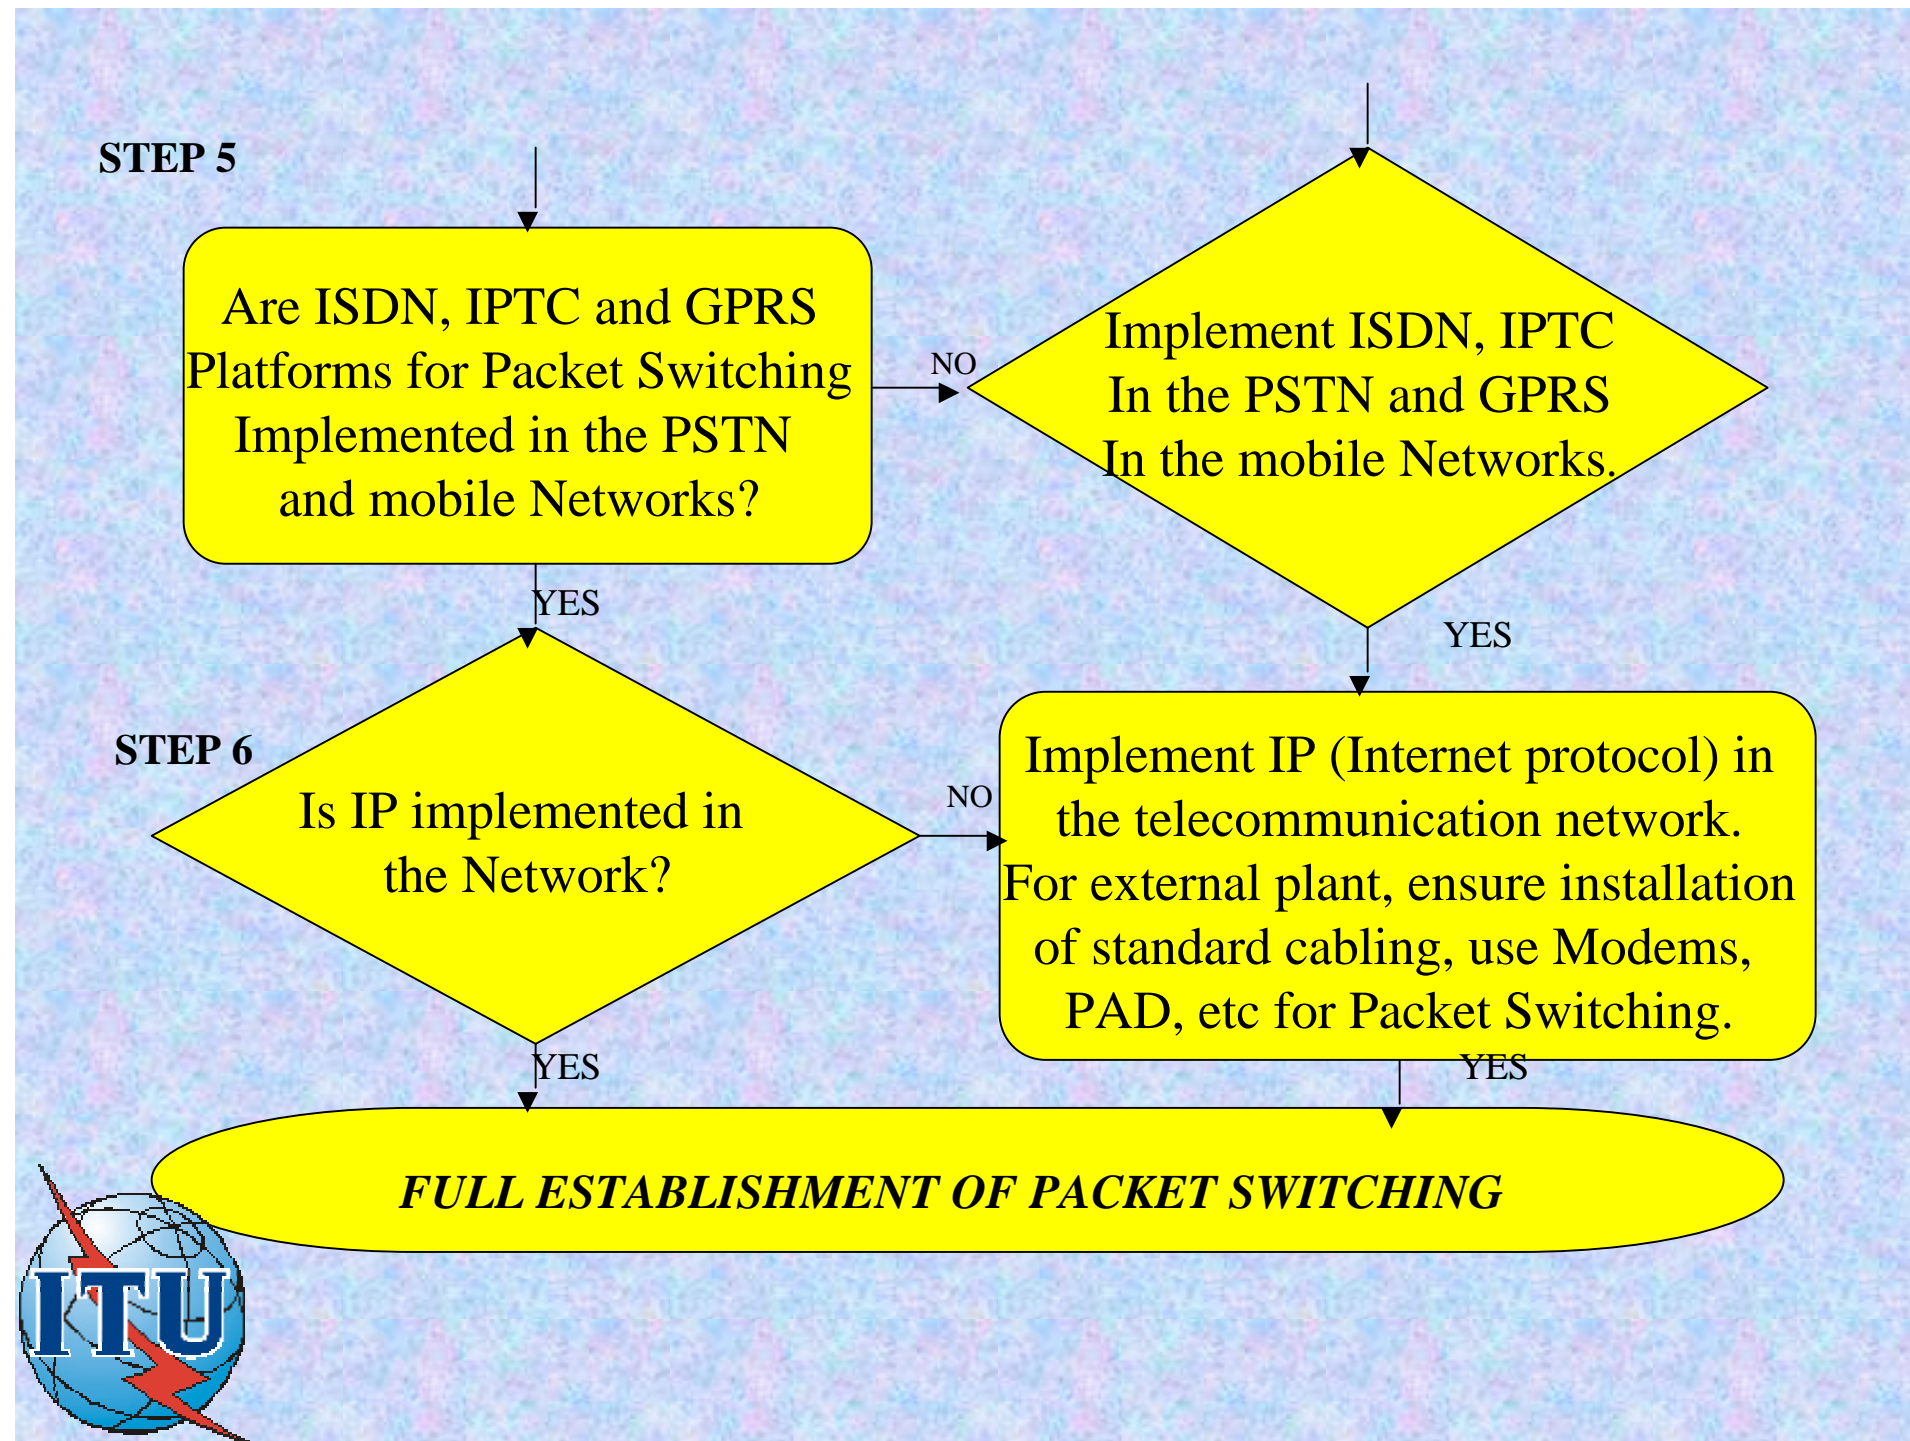 STEP 5
Are ISDN, IPTC and GPRS
Platforms for Packet Switching
Implemented in the PSTN
and mobile Networks?
NO
Implement ISDN, IPTC
In the PSTN and GPRS
In the mobile Networks.
YES
YES
STEP 6
Is IP implemented in
the Network?
NO
Implement IP (Internet protocol) in
the telecommunication network.
For external plant, ensure installation
of standard cabling, use Modems,
PAD, etc for Packet Switching.
YES
YES
FULL ESTABLISHMENT OF PACKET SWITCHING
ITU